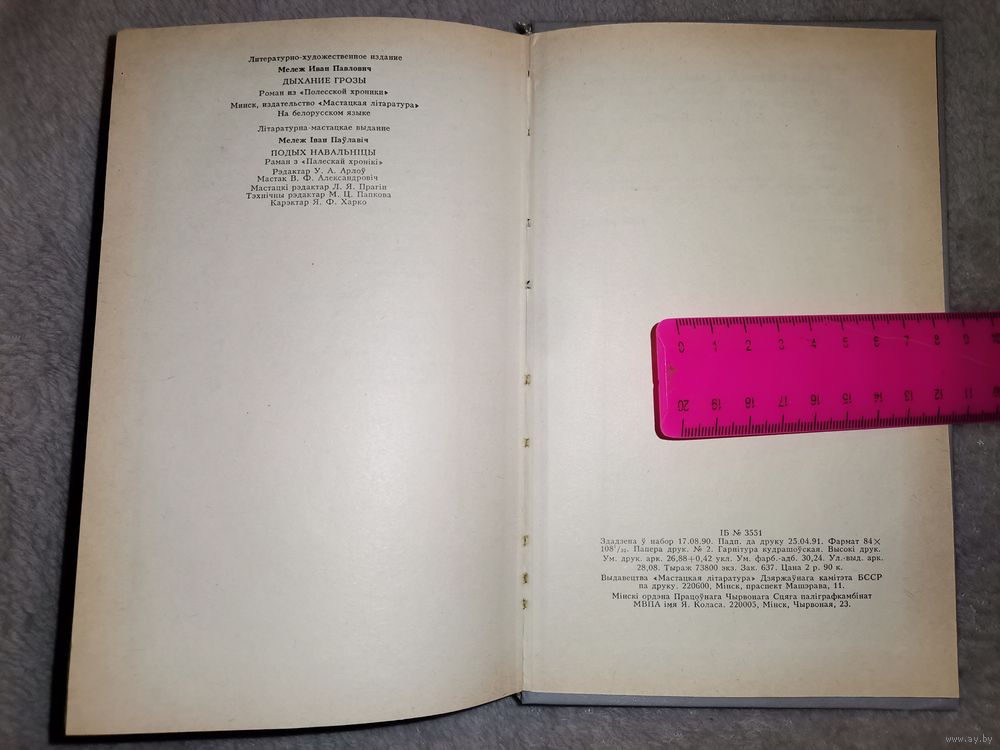 Литературно-художественное издание
Мележ Иван Павлович
ДЫХАНИЕ ГРОЗЫ
Роман из «Полесской хроники»
Минск, издательство «Мастацкая літаратура»
На белорусском языке
Літаратурна-мастацкае выданне
Мележ Іван Паўлавіч
ПОДЫХ НАВАЛЬНІЦЫ
Раман з «Палескай хронікі»
Рэдактар У. А. Арлоў
Мастак В. Ф. Александровіч
Мастацкі рэдактар Л. Я. Прагін
Тэхнічны рэдактар М. Ц. Папкова
Карэктар Я. Ф. Харко
0 1 2 3 4 5 6 7 8 9 10
20 19 18 17 16 15 14 13 12 11
ІБ № 3551
Здадзена ў набор 17.08.90. Падп. да друку 25.04.91. Фармат 84×
108¹/₃₂. Папера друк. № 2. Гарнітура кудрашоўская. Высокі друк.
Ум. друк. арк. 26,88+0,42 укл. Ум. фарб.-адб. 30,24. Ул.-выд. арк.
28,08. Тыраж 73800 экз. Зак. 637. Цана 2 р. 90 к.
Выдавецтва «Мастацкая літаратура» Дзяржаўнага камітэта БССР
па друку. 220600, Мінск, праспект Машэрава, 11.
Мінскі ордэна Працоўнага Чырвонага Сцяга паліграфкамбінат
МВПА імя Я. Коласа. 220005, Мінск, Чырвоная, 23.
www.ay.by